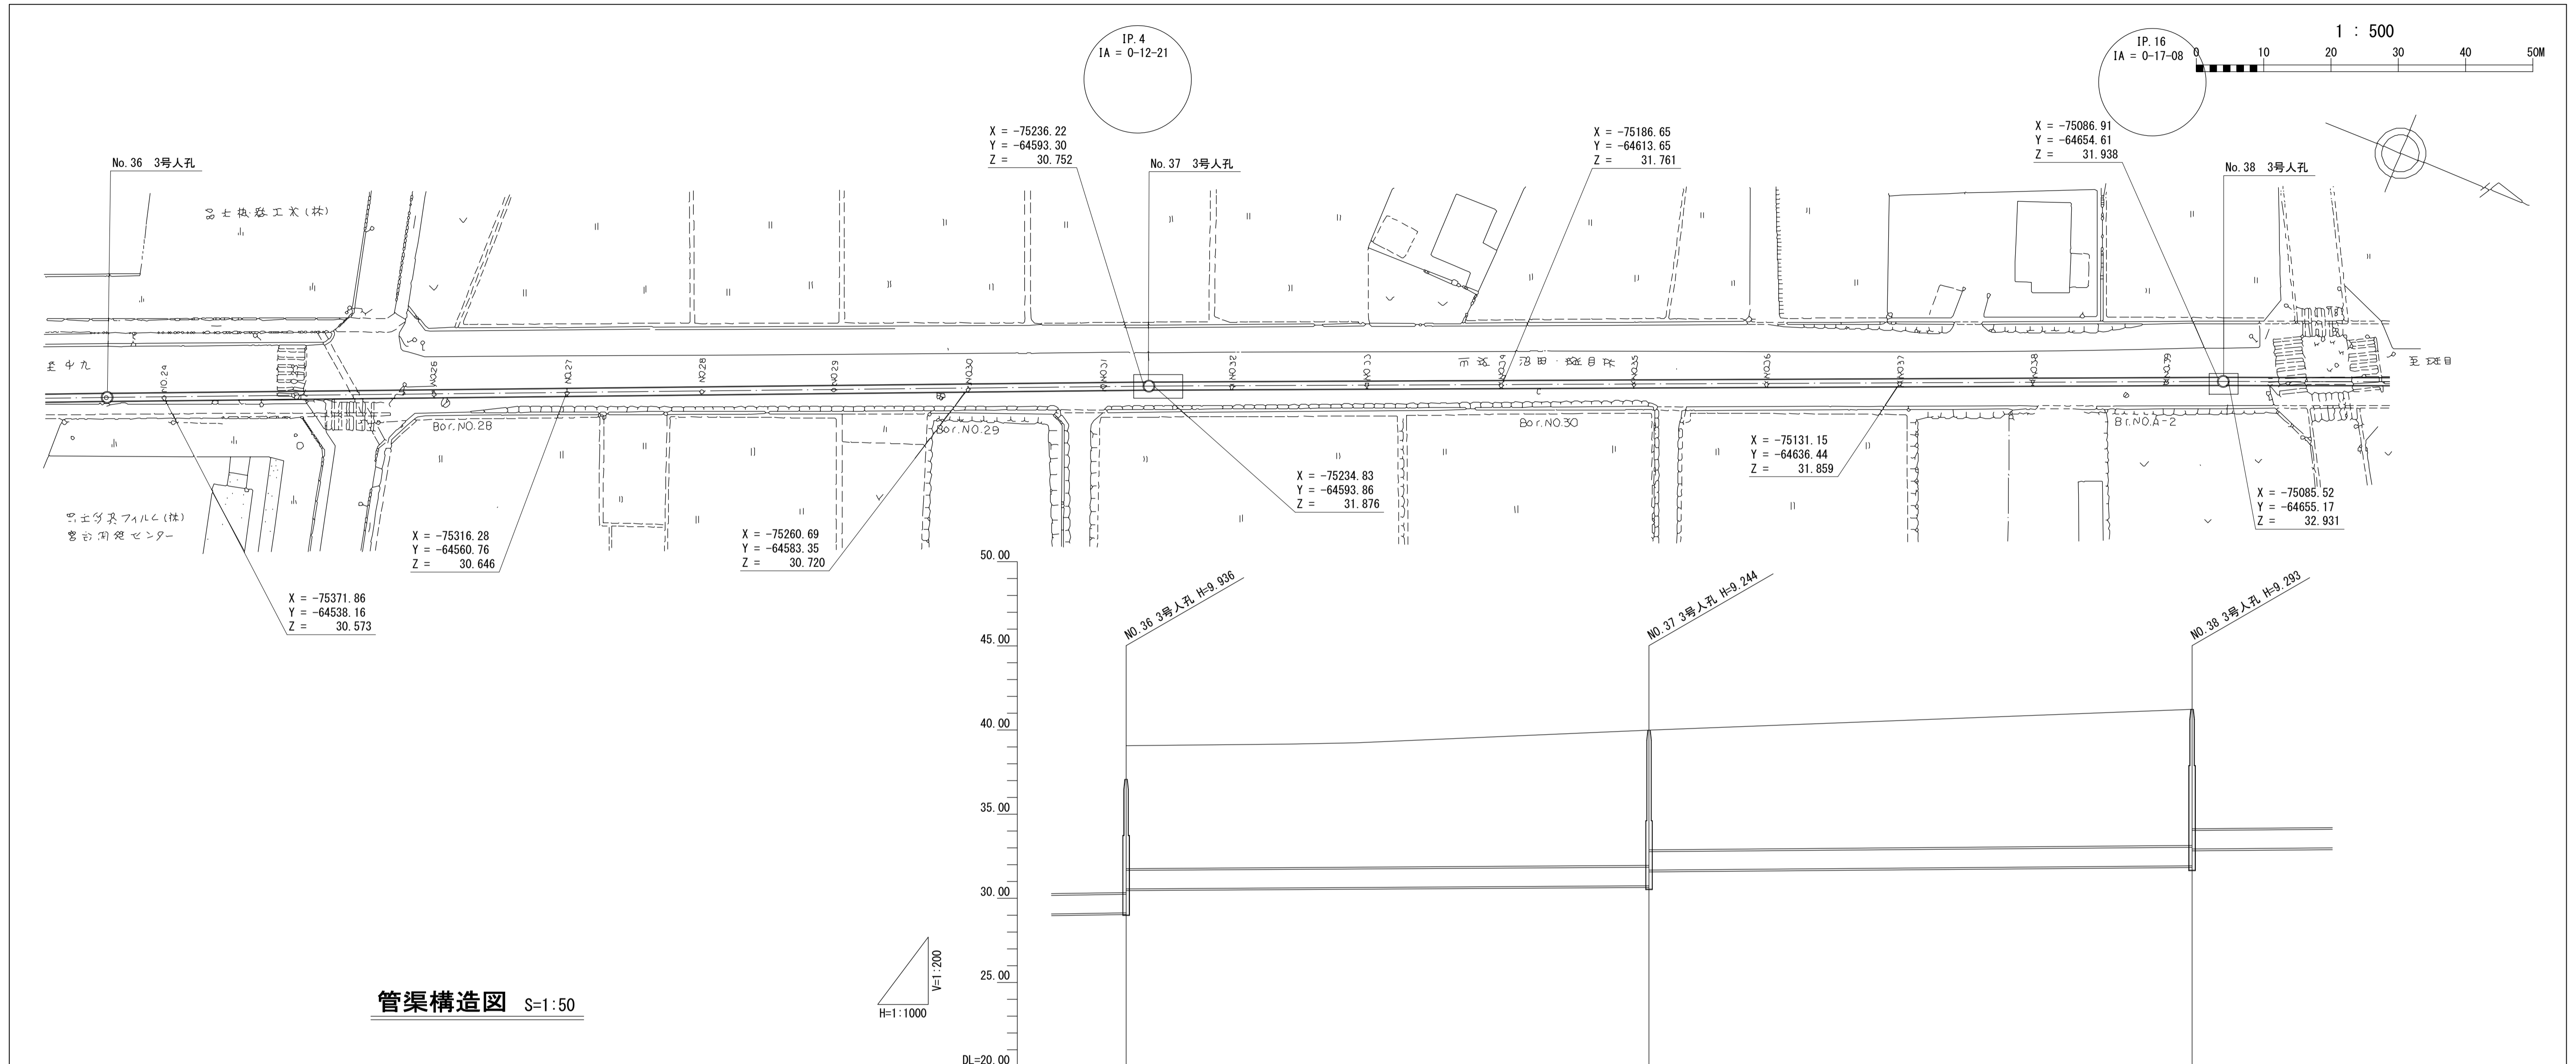 IP.4
IA = 0-12-21
IP.16
IA = 0-17-08
1 : 500
0 10 20 30 40 50M
X = -75236.22
Y = -64593.30
Z = 30.752
X = -75186.65
Y = -64613.65
Z = 31.761
X = -75086.91
Y = -64654.61
Z = 31.938
No.36 3号人孔
No.37 3号人孔
No.38 3号人孔
NO.24
NO.26
NO.27
NO.28
NO.29
NO.30
NO.31
NO.32
NO.35
NO.36
NO.37
NO.38
NO.39
Bor.NO.28
Bor.NO.29
Bor.NO.30
Br.NO.A-2
X = -75131.15
Y = -64636.44
Z = 31.859
X = -75234.83
Y = -64593.86
Z = 31.876
X = -75085.52
Y = -64655.17
Z = 32.931
X = -75316.28
Y = -64560.76
Z = 30.646
X = -75260.69
Y = -64583.35
Z = 30.720
X = -75371.86
Y = -64538.16
Z = 30.573
50.00
45.00
40.00
35.00
30.00
25.00
DL=20.00
NO.36 3号人孔 H=9.936
NO.37 3号人孔 H=9.244
NO.38 3号人孔 H=9.293
V=1:200
H=1:1000
管渠構造図 S=1:50